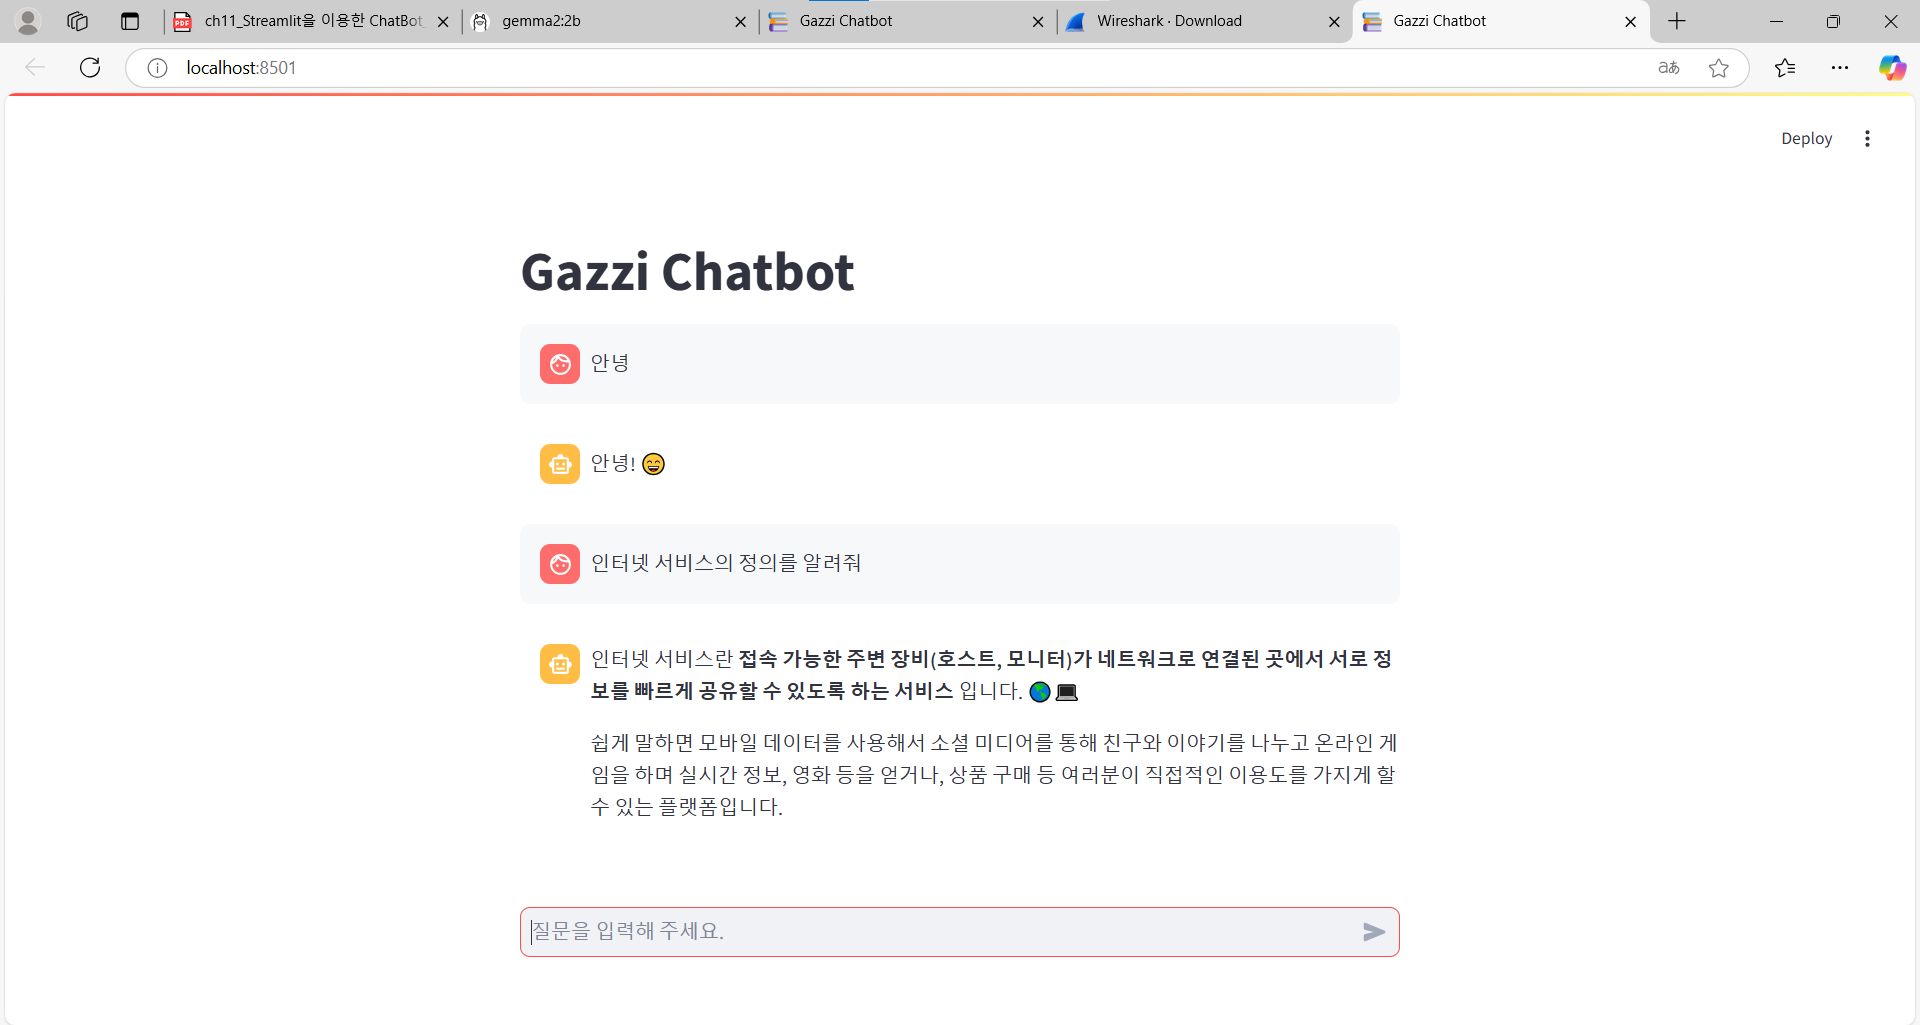 ch11_Streamlit을 이용한 ChatBot_
gemma2:2b
Gazzi Chatbot
Wireshark · Download
Gazzi Chatbot
localhost:8501
aあ
Deploy
Gazzi Chatbot
안녕
안녕! 😄
인터넷 서비스의 정의를 알려줘
인터넷 서비스란 접속 가능한 주변 장비(호스트, 모니터)가 네트워크로 연결된 곳에서 서로 정
보를 빠르게 공유할 수 있도록 하는 서비스 입니다. 🌎💻
쉽게 말하면 모바일 데이터를 사용해서 소셜 미디어를 통해 친구와 이야기를 나누고 온라인 게
임을 하며 실시간 정보, 영화 등을 얻거나, 상품 구매 등 여러분이 직접적인 이용도를 가지게 할
수 있는 플랫폼입니다.
질문을 입력해 주세요.